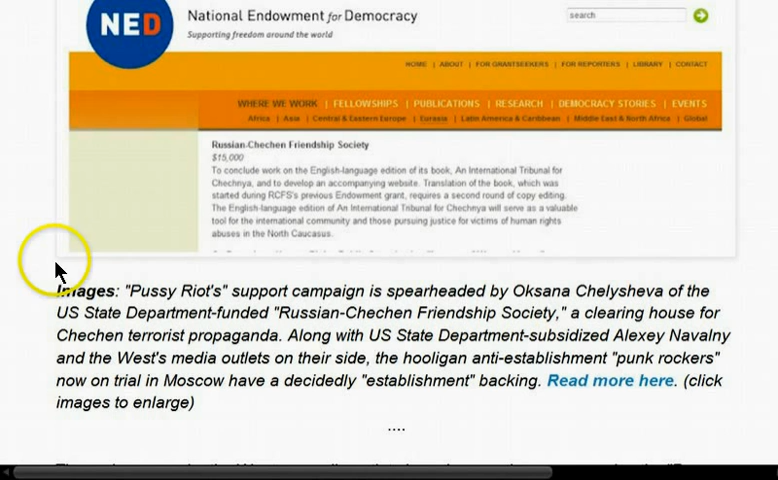 NED
National Endowment for Democracy
Supporting freedom around the world
search
HOME | ABOUT | FOR GRANTSEEKERS | FOR REPORTERS | LIBRARY | CONTACT
WHERE WE WORK | FELLOWSHIPS | PUBLICATIONS | RESEARCH | DEMOCRACY STORIES | EVENTS
Africa | Asia | Central & Eastern Europe | Eurasia | Latin America & Caribbean | Middle East & North Africa | Global
Russian-Chechen Friendship Society
$15,000
To conclude work on the English-language edition of its book, An International Tribunal for
Chechnya, and to develop an accompanying website. Translation of the book, which was
started during RCFS's previous Endowment grant, requires a second round of copy editing.
The English-language edition of An International Tribunal for Chechnya will serve as a valuable
tool for the international community and those pursuing justice for victims of human rights
abuses in the North Caucasus.
Images: "Pussy Riot's" support campaign is spearheaded by Oksana Chelysheva of the
US State Department-funded "Russian-Chechen Friendship Society," a clearing house for
Chechen terrorist propaganda. Along with US State Department-subsidized Alexey Navalny
and the West's media outlets on their side, the hooligan anti-establishment "punk rockers"
now on trial in Moscow have a decidedly "establishment" backing. Read more here. (click
images to enlarge)
....